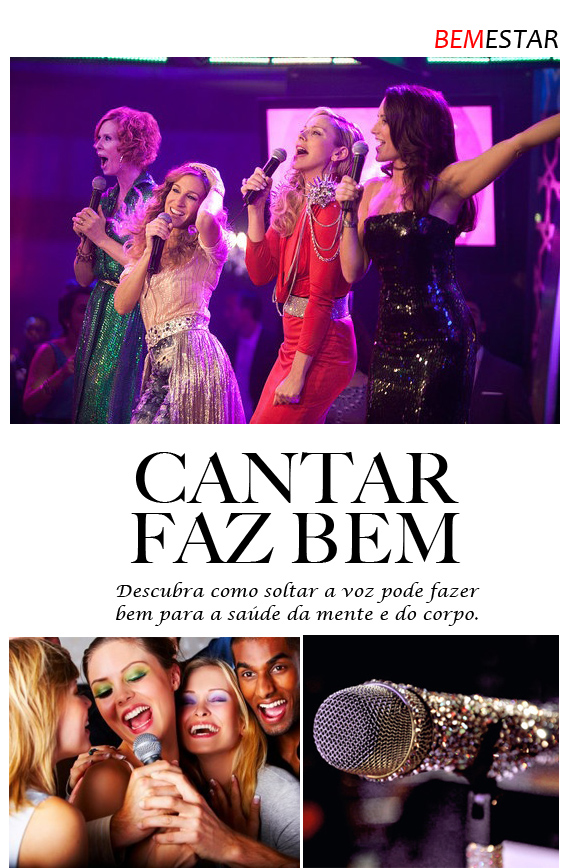 BEMESTAR
CANTAR
FAZ BEM
Descubra como soltar a voz pode fazer
bem para a saúde da mente e do corpo.